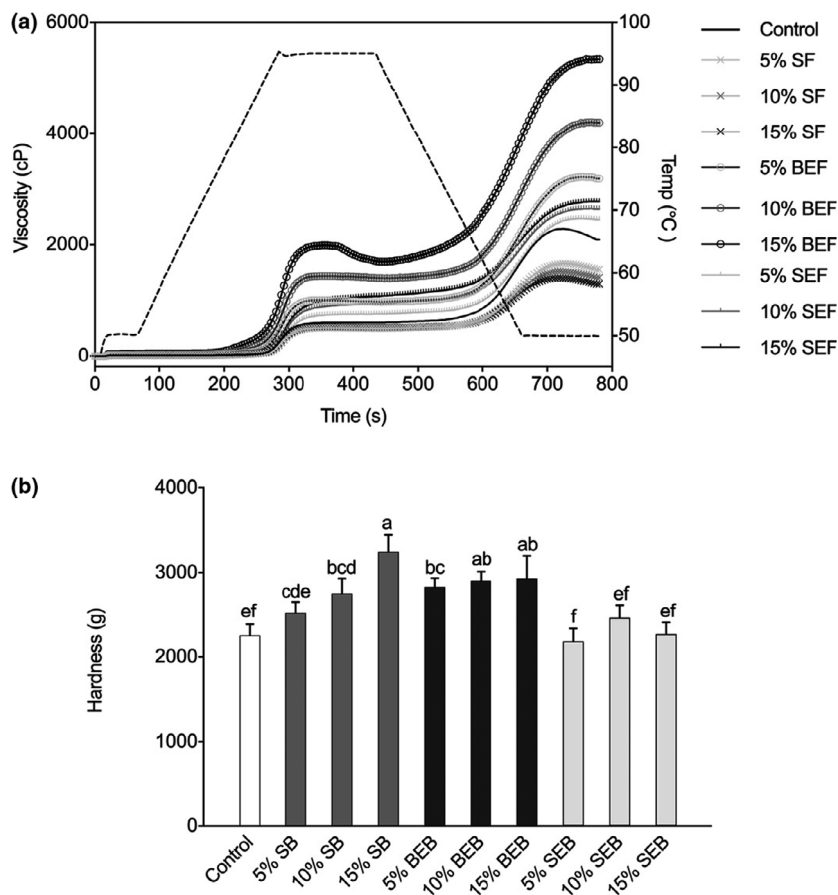 (a)
6000
4000
2000
0
Viscosity (cP)
100
90
80
70
60
50
Temp (°C)
0 100 200 300 400 500 600 700 800
Time (s)
Control
5% SF
10% SF
15% SF
5% BEF
10% BEF
15% BEF
5% SEF
10% SEF
15% SEF
(b)
4000
3000
2000
1000
0
Hardness (g)
ef
cde
bcd
a
bc
ab
ab
f
ef
ef
Control
5% SB
10% SB
15% SB
5% BEB
10% BEB
15% BEB
5% SEB
10% SEB
15% SEB